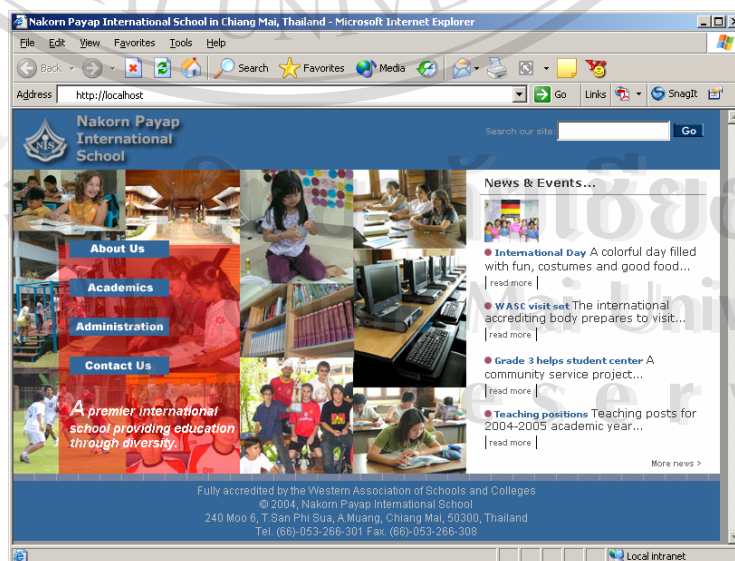 Nakorn Payap International School in Chiang Mai, Thailand - Microsoft Internet Explorer
File Edit View Favorites Tools Help
Back Search Favorites Media
Address http://localhost Go Links SnagIt
NIS
Nakorn Payap
International
School
Search our site: Go
About Us
Academics
Administration
Contact Us
A premier international
school providing education
through diversity.
News & Events...
International Day A colorful day filled
with fun, costumes and good food...
read more
WASC visit set The international
accrediting body prepares to visit...
read more
Grade 3 helps student center A
community service project...
read more
Teaching positions Teaching posts for
2004-2005 academic year...
read more
More news >
Fully accredited by the Western Association of Schools and Colleges
© 2004, Nakorn Payap International School
240 Moo 6, T.San Phi Sua, A.Muang, Chiang Mai, 50300, Thailand
Tel. (66)-053-266-301 Fax. (66)-053-266-308
Local intranet